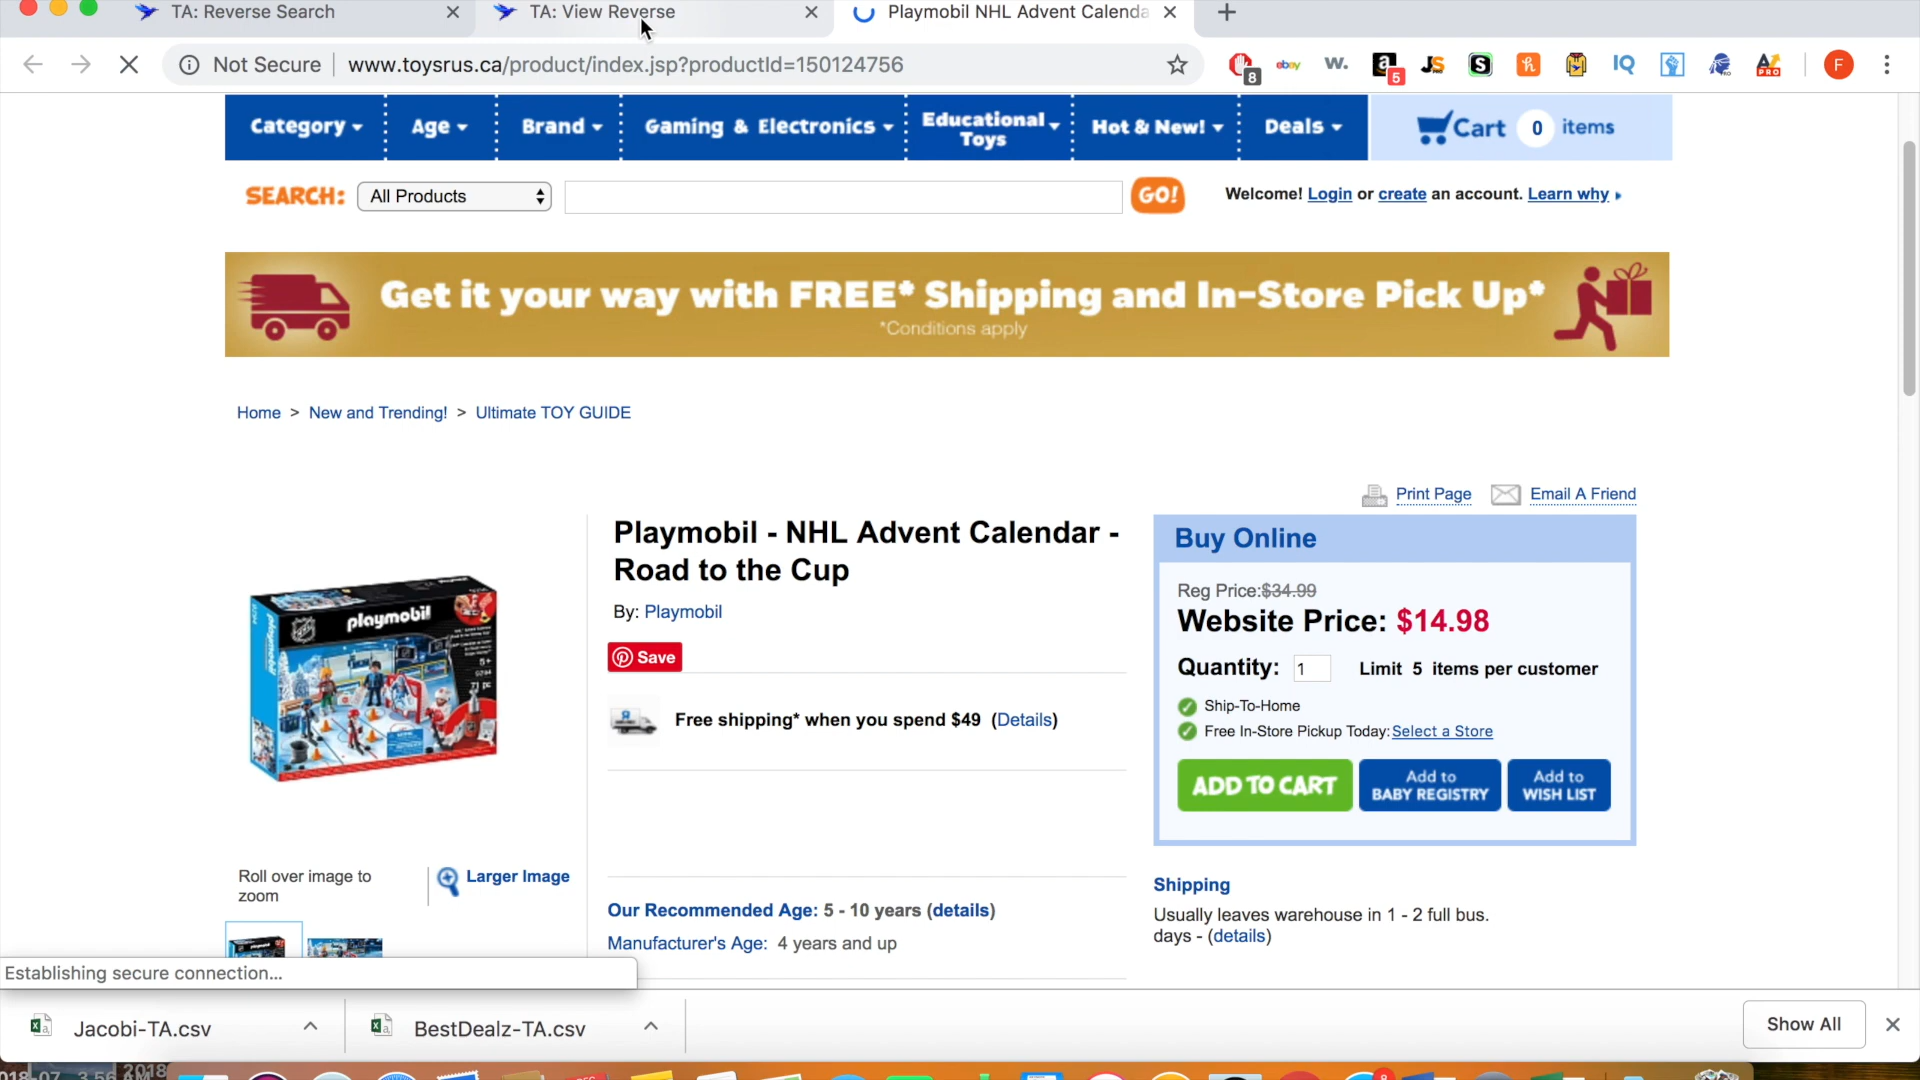 TA: Reverse Search
TA: View Reverse
Playmobil NHL Advent Calenda
Not Secure
www.toysrus.ca/product/index.jsp?productId=150124756
8
ebay
w.
a
5
JS
S
h
IQ
PRO
F
Category
Age
Brand
Gaming & Electronics
Educational
Toys
Hot & New!
Deals
Cart 0 items
SEARCH:
All Products
GO!
Welcome! Login or create an account. Learn why
Get it your way with FREE* Shipping and In-Store Pick Up*
*Conditions apply
Home > New and Trending! > Ultimate TOY GUIDE
Print Page
Email A Friend
Playmobil - NHL Advent Calendar -
Road to the Cup
By: Playmobil
Save
Free shipping* when you spend $49 (Details)
Buy Online
Reg Price:$34.99
Website Price: $14.98
Quantity: 1 Limit 5 items per customer
Ship-To-Home
Free In-Store Pickup Today:Select a Store
ADD TO CART
Add to
BABY REGISTRY
Add to
WISH LIST
playmobil
Roll over image to
zoom
Larger Image
Our Recommended Age: 5 - 10 years (details)
Manufacturer's Age: 4 years and up
Shipping
Usually leaves warehouse in 1 - 2 full bus.
days - (details)
Establishing secure connection...
Jacobi-TA.csv
BestDealz-TA.csv
Show All